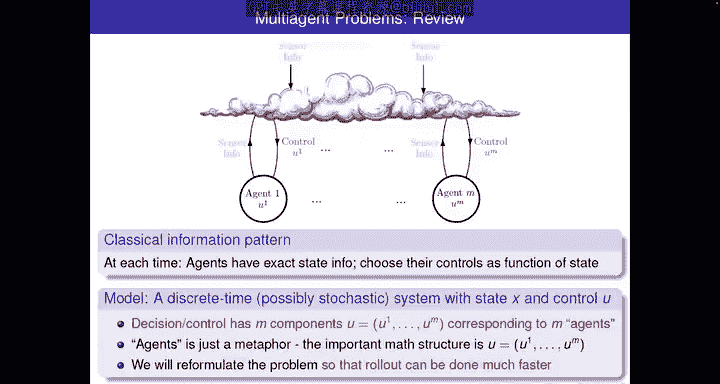 Multiagent Problems: Review
Sensor
Info
Sensor
Info
Sensor
Info
Control
u¹
...
...
Sensor
Info
Control
uᵐ
Agent 1
u¹
...
...
Agent m
uᵐ
Classical information pattern
At each time: Agents have exact state info; choose their controls as function of state
Model: A discrete-time (possibly stochastic) system with state x and control u
Decision/control has m components u = (u¹, . . . , uᵐ) corresponding to m “agents”
“Agents” is just a metaphor - the important math structure is u = (u¹, . . . , uᵐ)
We will reformulate the problem so that rollout can be done much faster